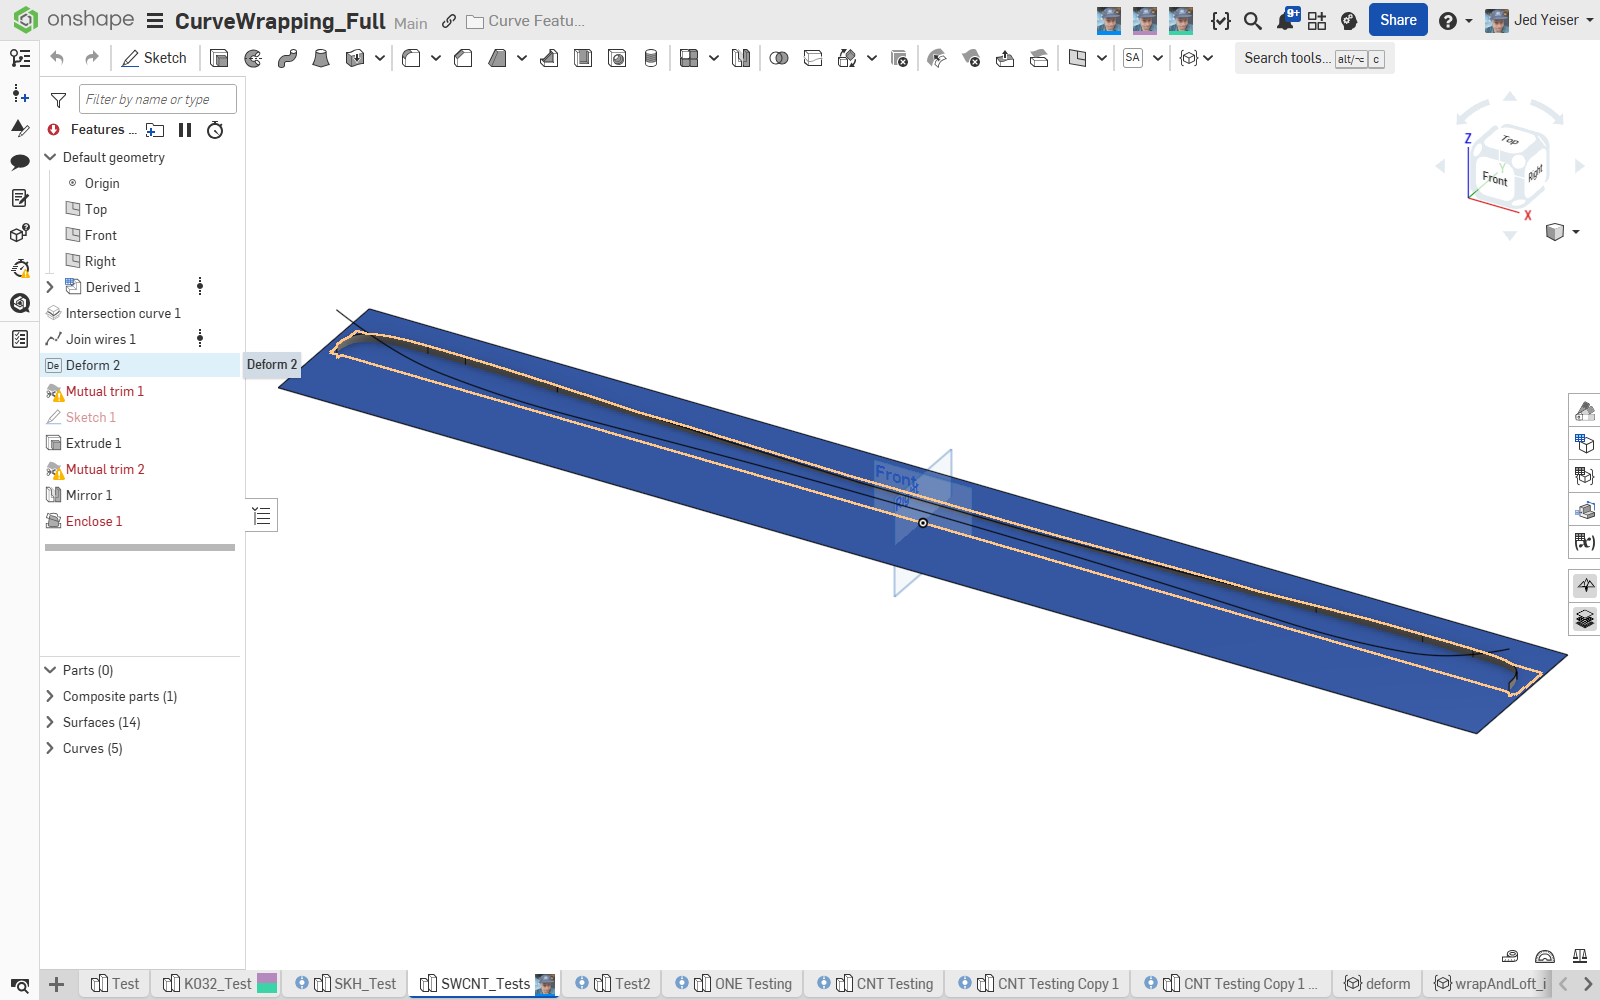 onshape
CurveWrapping_Full Main
Curve Featu...
9+
Share
Jed Yeiser
Sketch
SA
Search tools... alt/⌥ c
Filter by name or type
Features ...
Default geometry
Origin
Top
Front
Right
Derived 1
Intersection curve 1
Join wires 1
De Deform 2
Deform 2
Mutual trim 1
Sketch 1
Extrude 1
Mutual trim 2
Mirror 1
Enclose 1
Parts (0)
Composite parts (1)
Surfaces (14)
Curves (5)
Front
Z
Top
Y
Front
Right
X
Test
K032_Test
SKH_Test
SWCNT_Tests
Test2
ONE Testing
CNT Testing
CNT Testing Copy 1
CNT Testing Copy 1 ...
deform
wrapAndLoft_i